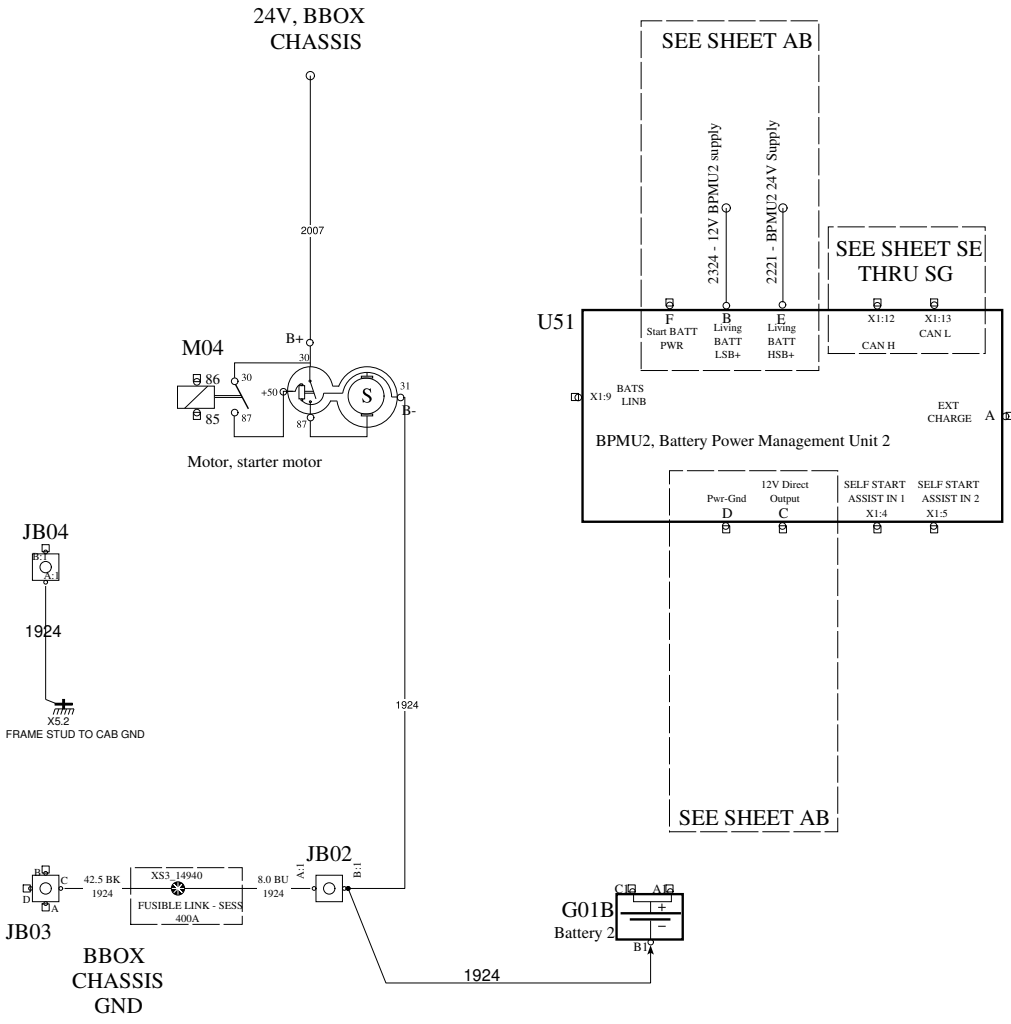 24V, BBOX
CHASSIS
2007
B+
30
M04
86
30
85
87
+50
87
S
31
B-
Motor, starter motor
1924
JB04
B:1
A:1
1924
X5.2
FRAME STUD TO CAB GND
JB03
B
C
D
A
42.5 BK
1924
XS3_14940
FUSIBLE LINK - SESS
400A
8.0 BU
1924
A:1
JB02
B:1
BBOX
CHASSIS
GND
1924
G01B
Battery 2
C1
A1
+
−
B1
SEE SHEET AB
2324 - 12V BPMU2 supply
2221 - BPMU2 24V Supply
SEE SHEET SE
THRU SG
U51
F
Start BATT
PWR
B
Living
BATT
LSB+
E
Living
BATT
HSB+
X1:12
CAN H
X1:13
CAN L
X1:9
BATS
LINB
EXT
CHARGE
A
BPMU2, Battery Power Management Unit 2
Pwr-Gnd
D
12V Direct
Output
C
SELF START
ASSIST IN 1
X1:4
SELF START
ASSIST IN 2
X1:5
SEE SHEET AB